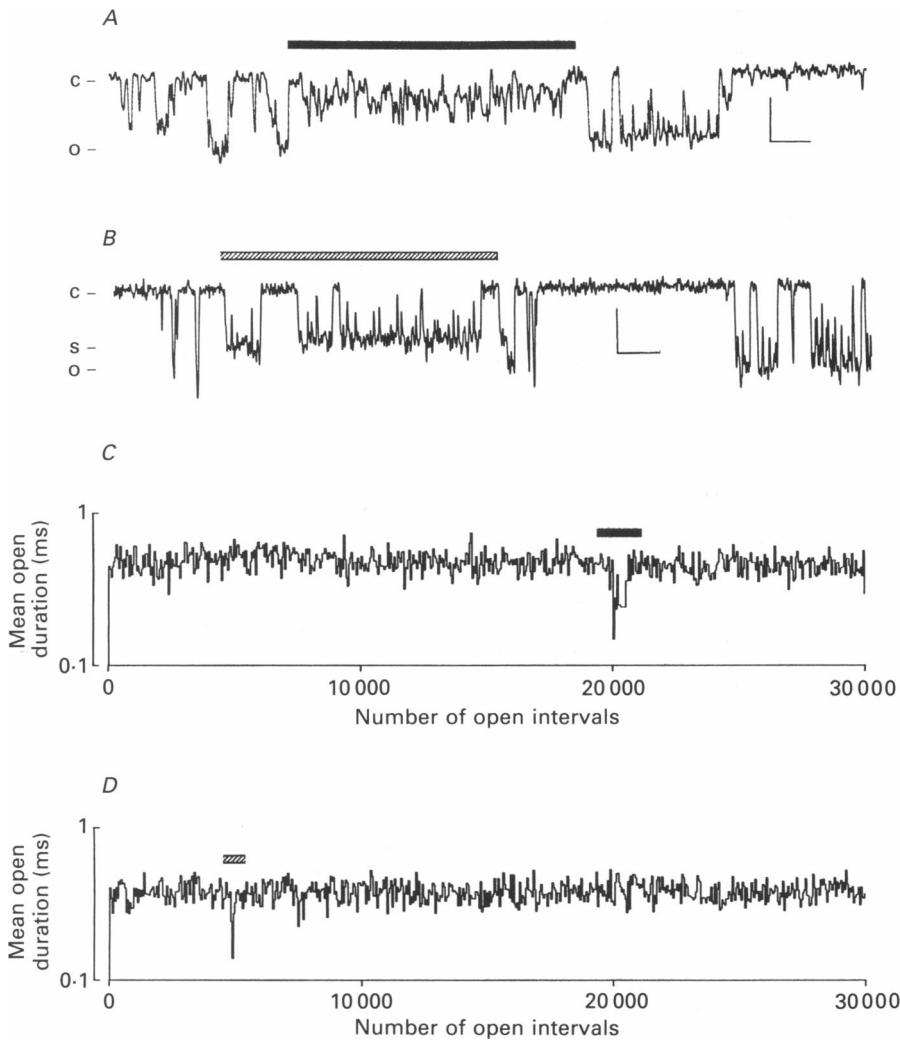 A
c –
o –
B
c –
s –
o –
C
1
Mean open
duration (ms)
0·1
0 10 000 20 000 30 000
Number of open intervals
D
1
Mean open
duration (ms)
0·1
0 10 000 20 000 30 000
Number of open intervals